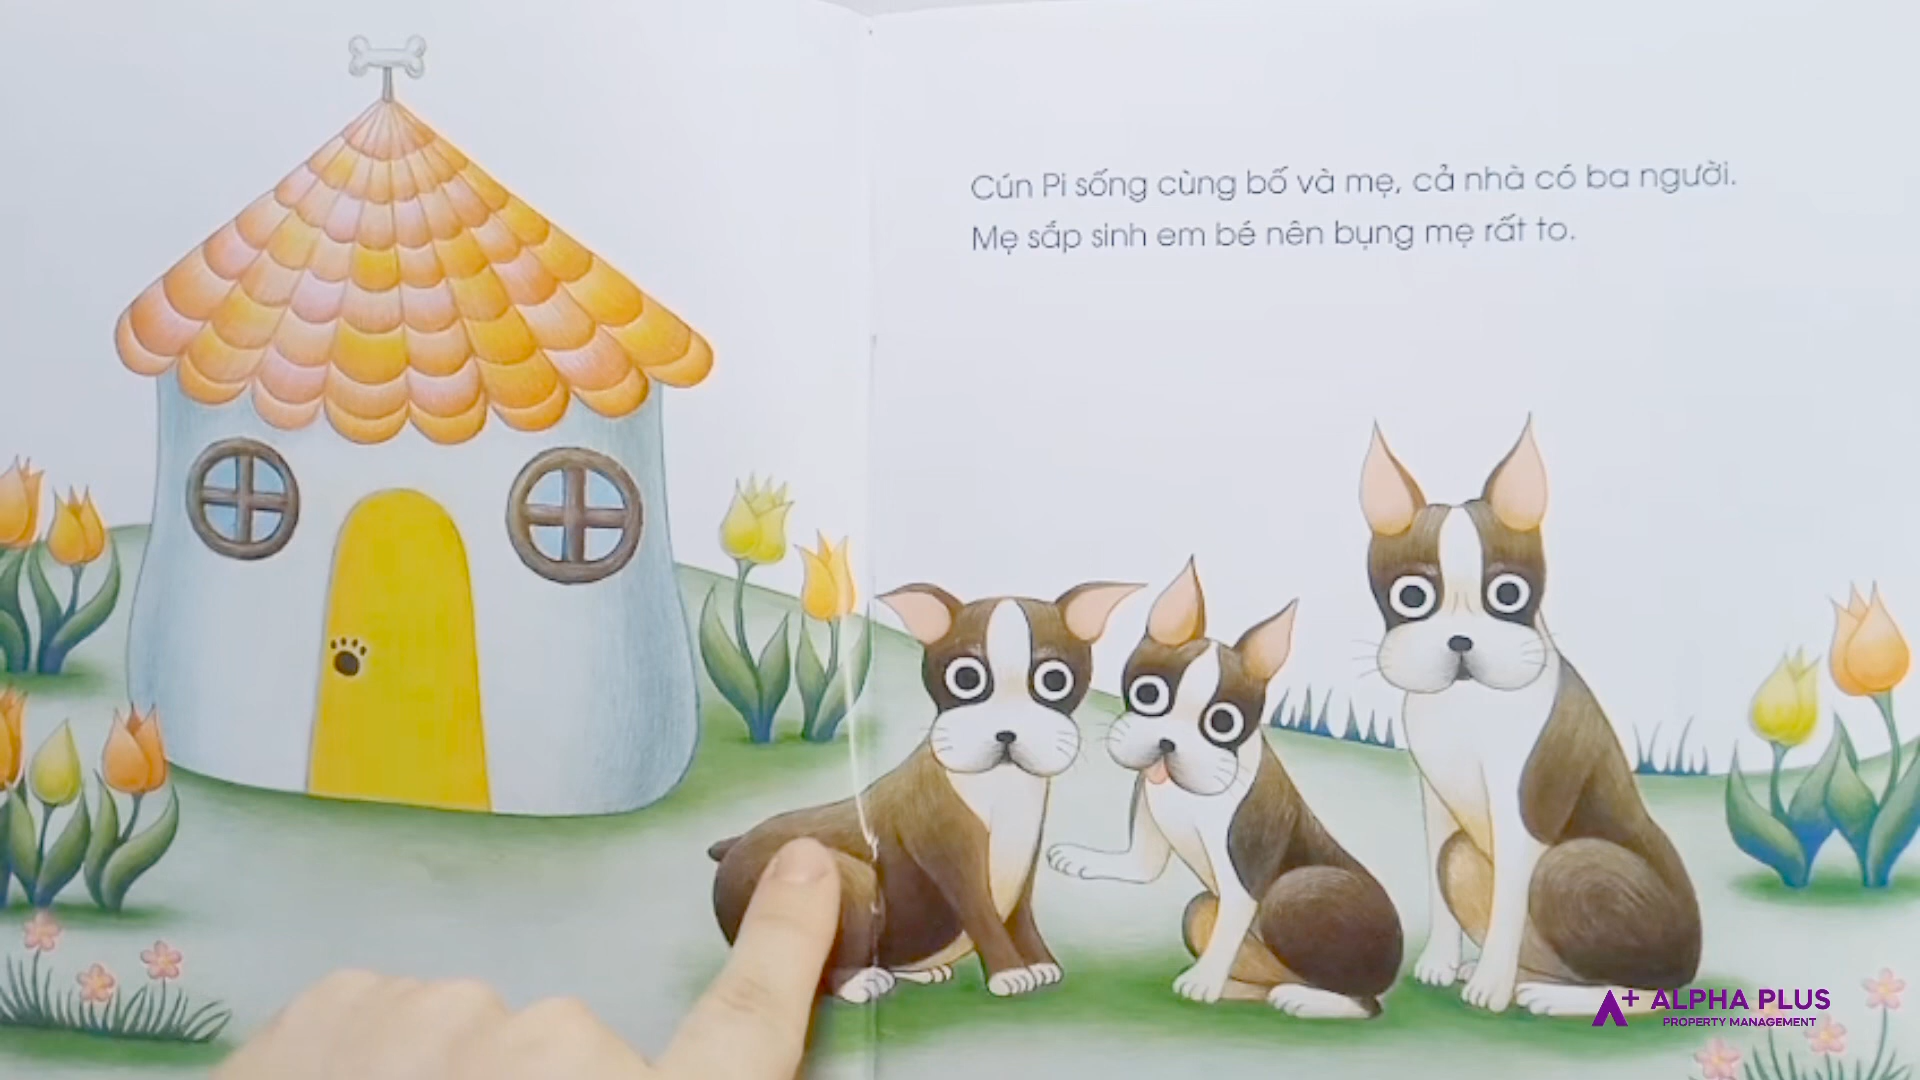 Cún Pi sống cùng bố và mẹ, cả nhà có ba người.
Mẹ sắp sinh em bé nên bụng mẹ rất to.
A+ ALPHA PLUS
PROPERTY MANAGEMENT